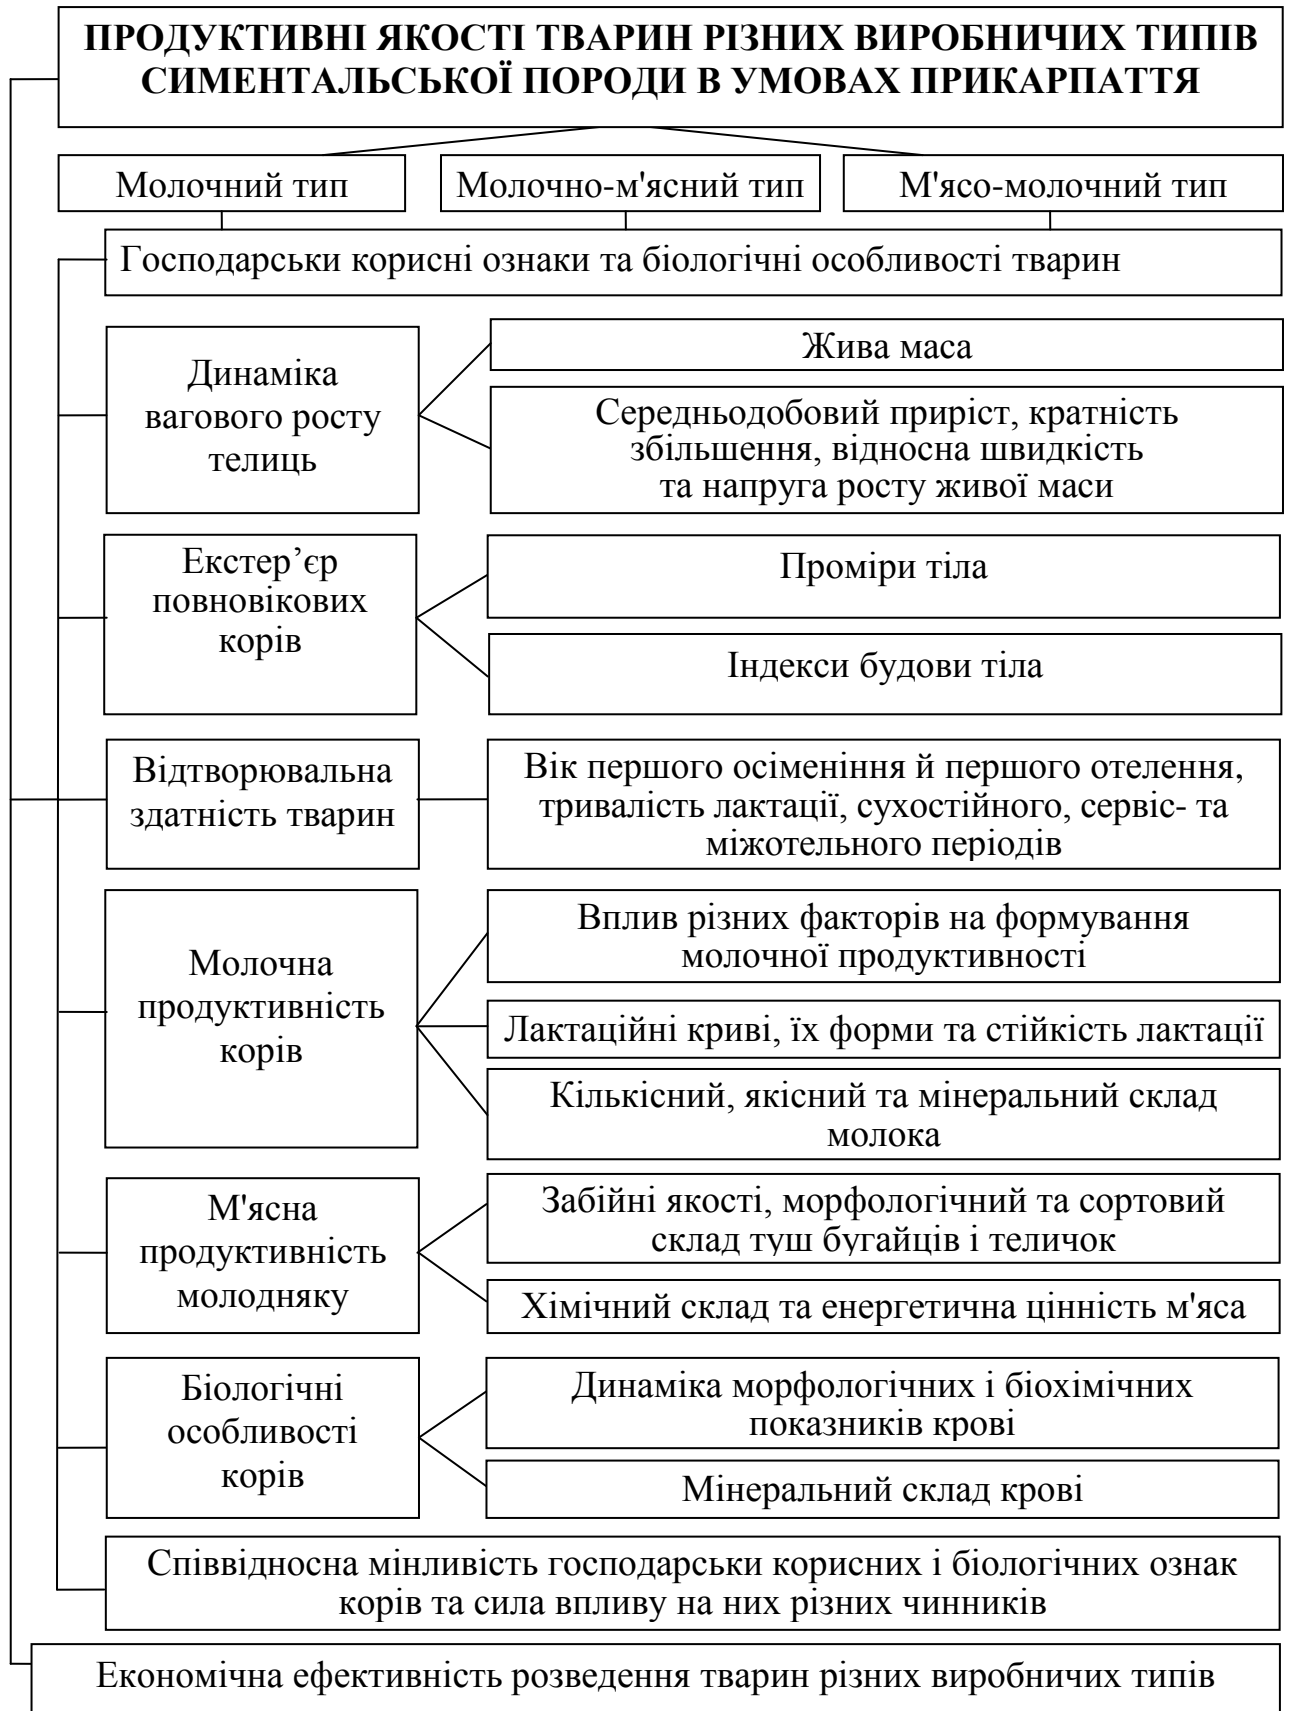 ПРОДУКТИВНІ ЯКОСТІ ТВАРИН РІЗНИХ ВИРОБНИЧИХ ТИПІВ
СИМЕНТАЛЬСЬКОЇ ПОРОДИ В УМОВАХ ПРИКАРПАТТЯ
Молочний тип
Молочно-м'ясний тип
М'ясо-молочний тип
Господарськи корисні ознаки та біологічні особливості тварин
Динаміка
вагового росту
телиць
Жива маса
Середньодобовий приріст, кратність
збільшення, відносна швидкість
та напруга росту живої маси
Екстер’єр
повновікових
корів
Проміри тіла
Індекси будови тіла
Відтворювальна
здатність тварин
Вік першого осіменіння й першого отелення,
тривалість лактації, сухостійного, сервіс- та
міжотельного періодів
Молочна
продуктивність
корів
Вплив різних факторів на формування
молочної продуктивності
Лактаційні криві, їх форми та стійкість лактації
Кількісний, якісний та мінеральний склад
молока
М'ясна
продуктивність
молодняку
Забійні якості, морфологічний та сортовий
склад туш бугайців і теличок
Хімічний склад та енергетична цінність м'яса
Біологічні
особливості
корів
Динаміка морфологічних і біохімічних
показників крові
Мінеральний склад крові
Співвідносна мінливість господарськи корисних і біологічних ознак
корів та сила впливу на них різних чинників
Економічна ефективність розведення тварин різних виробничих типів